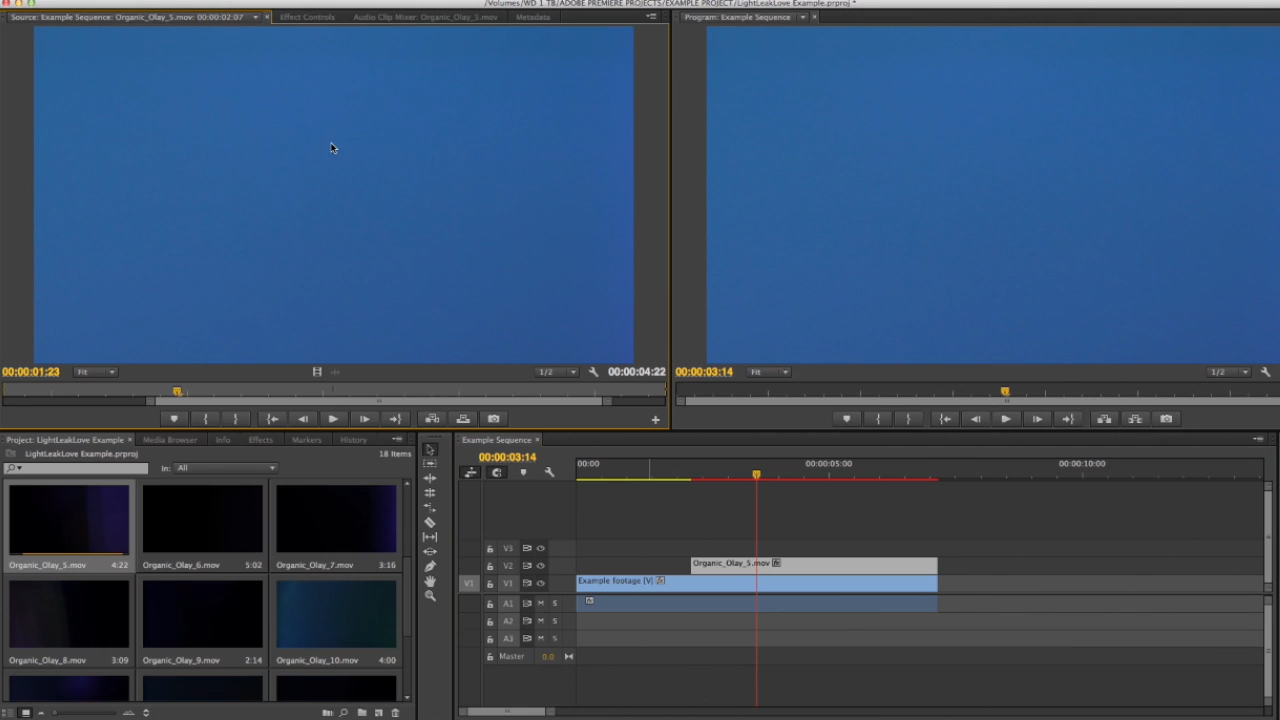 /Volumes/WD 1 TB/ADOBE PREMIERE PROJECTS/EXAMPLE PROJECT/LightLeakLove Example.prproj *
Source: Example Sequence: Organic_Olay_5.mov: 00:00:02:07 Effect Controls Audio Clip Mixer: Organic_Olay_5.mov Metadata Program: Example Sequence
00:00:01:23 Fit 1/2 00:00:04:22 00:00:03:14 Fit 1/2
Project: LightLeakLove Example Media Browser Info Effects Markers History
LightLeakLove Example.prproj 18 Items
In: All
Organic_Olay_5.mov 4:22 Organic_Olay_6.mov 5:02 Organic_Olay_7.mov 3:16
Organic_Olay_8.mov 3:09 Organic_Olay_9.mov 2:14 Organic_Olay_10.mov 4:00
Example Sequence
00:00:03:14
00:00 00:00:05:00 00:00:10:00
V3
V2 Organic_Olay_5.mov fx
V1 V1 Example footage [V] fx
A1 M S fx
A2 M S
A3 M S
Master 0.0